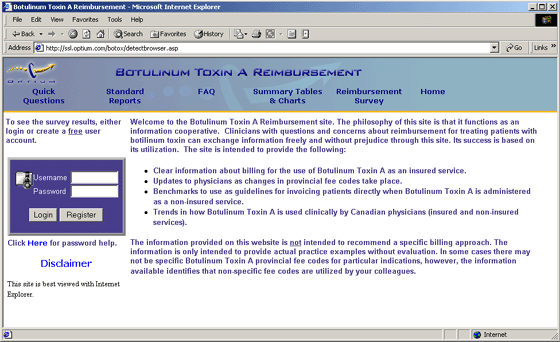 Botulinum Toxin A Reimbursement - Microsoft Internet Explorer
File Edit View Favorites Tools Help
Back Search Favorites History
Address http://ssl.optium.com/botox/detectbrowser.asp Go Links »
OPTIUM
BOTULINUM TOXIN A REIMBURSEMENT
Quick Questions
Standard Reports
FAQ
Summary Tables & Charts
Reimbursement Survey
Home
To see the survey results, either
login or create a free user
account.
Username
Password
Login Register
Click Here for password help.
Disclaimer
This site is best viewed with Internet
Explorer.
Welcome to the Botulinum Toxin A Reimbursement site. The philosophy of this site is that it functions as an
information cooperative. Clinicians with questions and concerns about reimbursement for treating patients with
botilinum toxin can exchange information freely and without prejudice through this site. Its success is based on
its utilization. The site is intended to provide the following:
• Clear information about billing for the use of Botulinum Toxin A as an insured service.
• Updates to physicians as changes in provincial fee codes take place.
• Benchmarks to use as guidelines for invoicing patients directly when Botulinum Toxin A is administered
as a non-insured service.
• Trends in how Botulinum Toxin A is used clinically by Canadian physicians (insured and non-insured
services).
The information provided on this website is not intended to recommend a specific billing approach. The
information is only intended to provide actual practice examples without evaluation. In some cases there may
not be specific Botulinum Toxin A provincial fee codes for particular indications, however, the information
available identifies that non-specific fee codes are utilized by your colleagues.
Internet